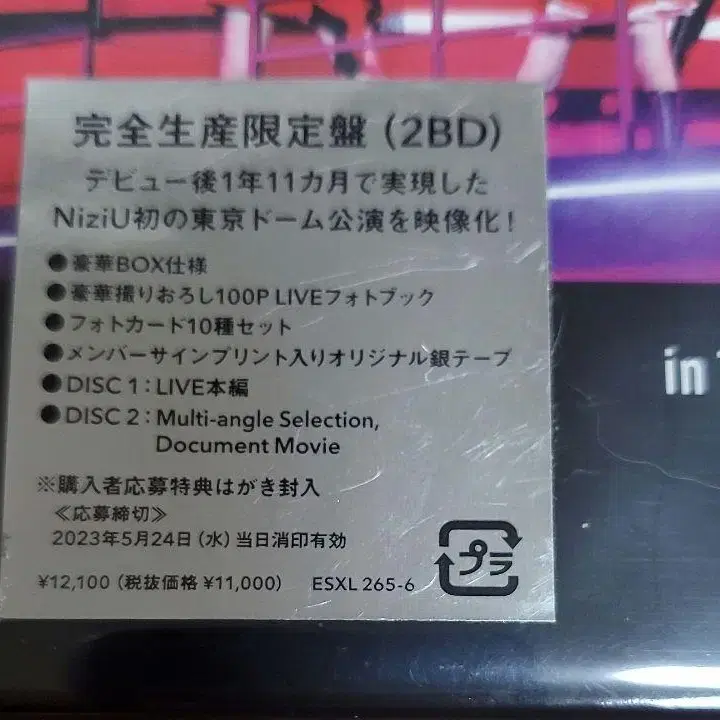 完全生産限定盤(2BD)
デビュー後1年11カ月で実現した
NiziU初の東京ドーム公演を映像化!
●豪華BOX仕様
●豪華撮りおろし100P LIVEフォトブック
●フォトカード10種セット
●メンバーサインプリント入りオリジナル銀テープ
●DISC 1:LIVE本編
●DISC 2:Multi-angle Selection,
Document Movie
※購入者応募特典はがき封入
≪応募締切≫
2023年5月24日(水)当日消印有効
¥12,100(税抜価格 ¥11,000) ESXL 265-6
プラ
in